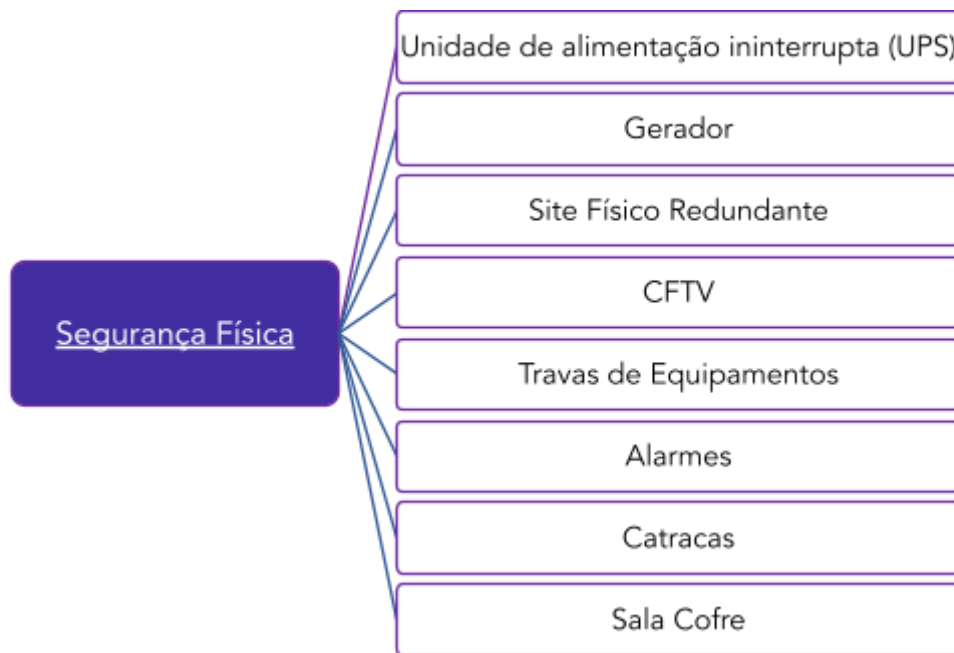 Unidade de alimentação ininterrupta (UPS)
Gerador
Site Físico Redundante
CFTV
Segurança Física
Travas de Equipamentos
Alarmes
Catracas
Sala Cofre